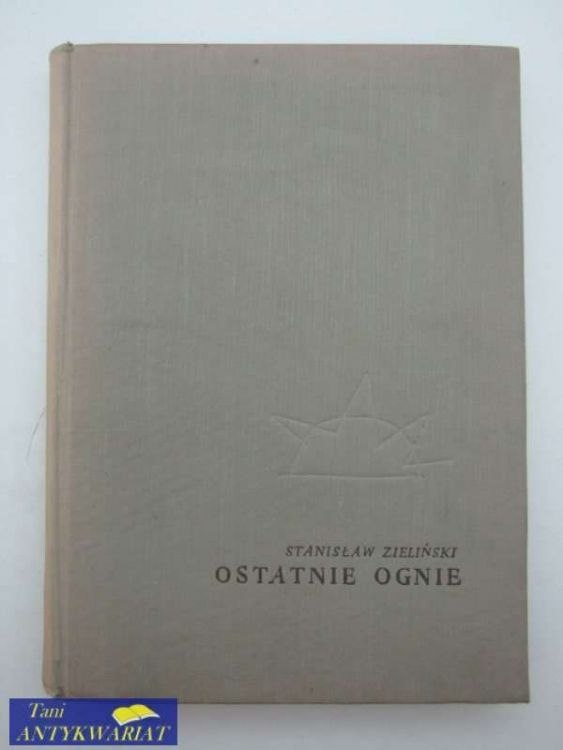 STANISŁAW ZIELIŃSKI
OSTATNIE OGNIE
Tani
ANTYKWARIAT